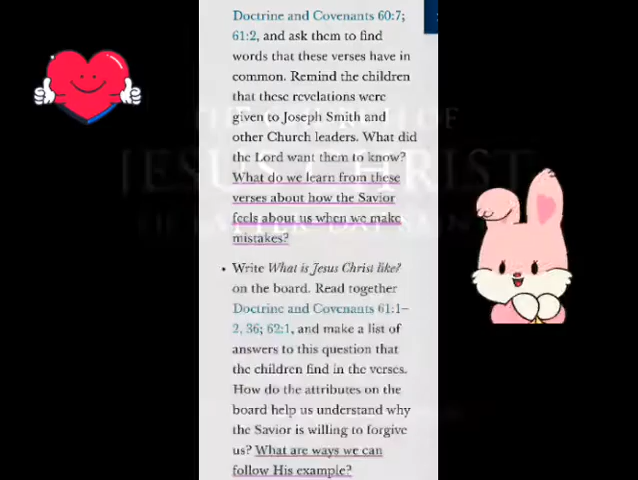 Doctrine and Covenants 60:7;
61:2, and ask them to find
words that these verses have in
common. Remind the children
that these revelations were
given to Joseph Smith and
other Church leaders. What did
the Lord want them to know?
What do we learn from these
verses about how the Savior
feels about us when we make
mistakes?
• Write What is Jesus Christ like?
on the board. Read together
Doctrine and Covenants 61:1–
2, 36; 62:1, and make a list of
answers to this question that
the children find in the verses.
How do the attributes on the
board help us understand why
the Savior is willing to forgive
us? What are ways we can
follow His example?
JESUS CHRIST